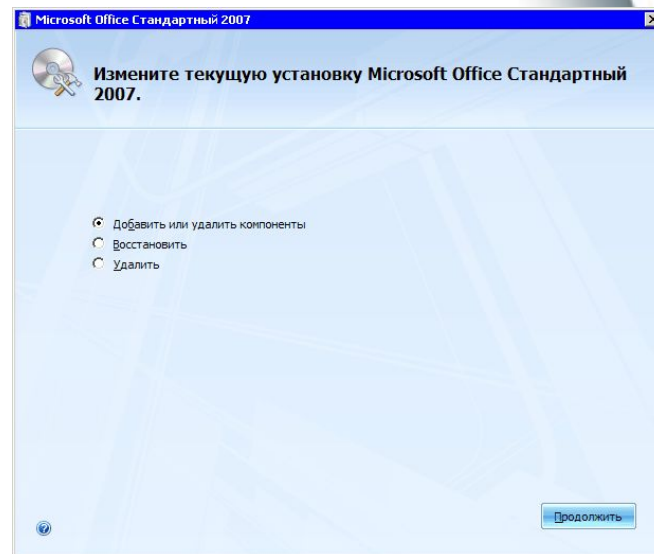 Microsoft Office Стандартный 2007
Измените текущую установку Microsoft Office Стандартный
2007.
Добавить или удалить компоненты
Восстановить
Удалить
Продолжить